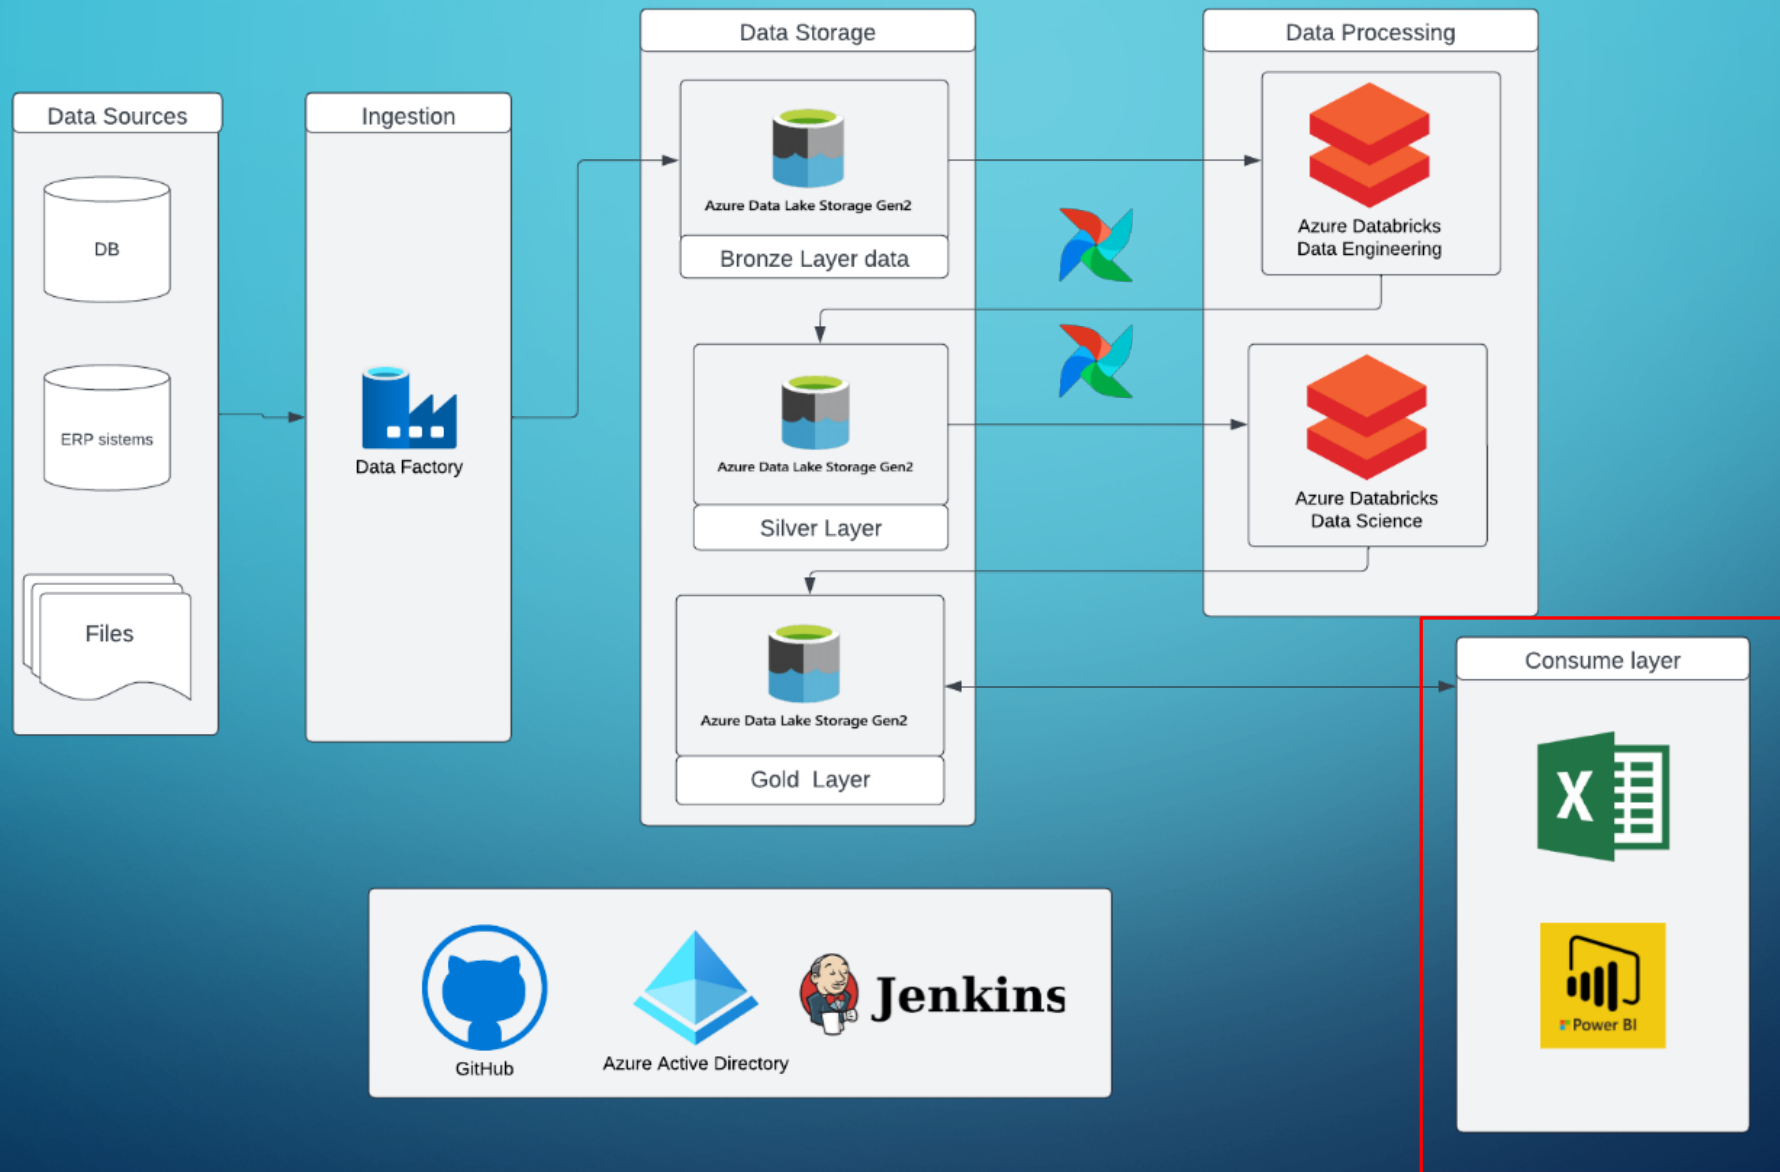 Data Sources
DB
ERP sistems
Files
Ingestion
Data Factory
Data Storage
Azure Data Lake Storage Gen2
Bronze Layer data
Azure Data Lake Storage Gen2
Silver Layer
Azure Data Lake Storage Gen2
Gold Layer
Data Processing
Azure Databricks
Data Engineering
Azure Databricks
Data Science
Consume layer
X
Power BI
GitHub
Azure Active Directory
Jenkins